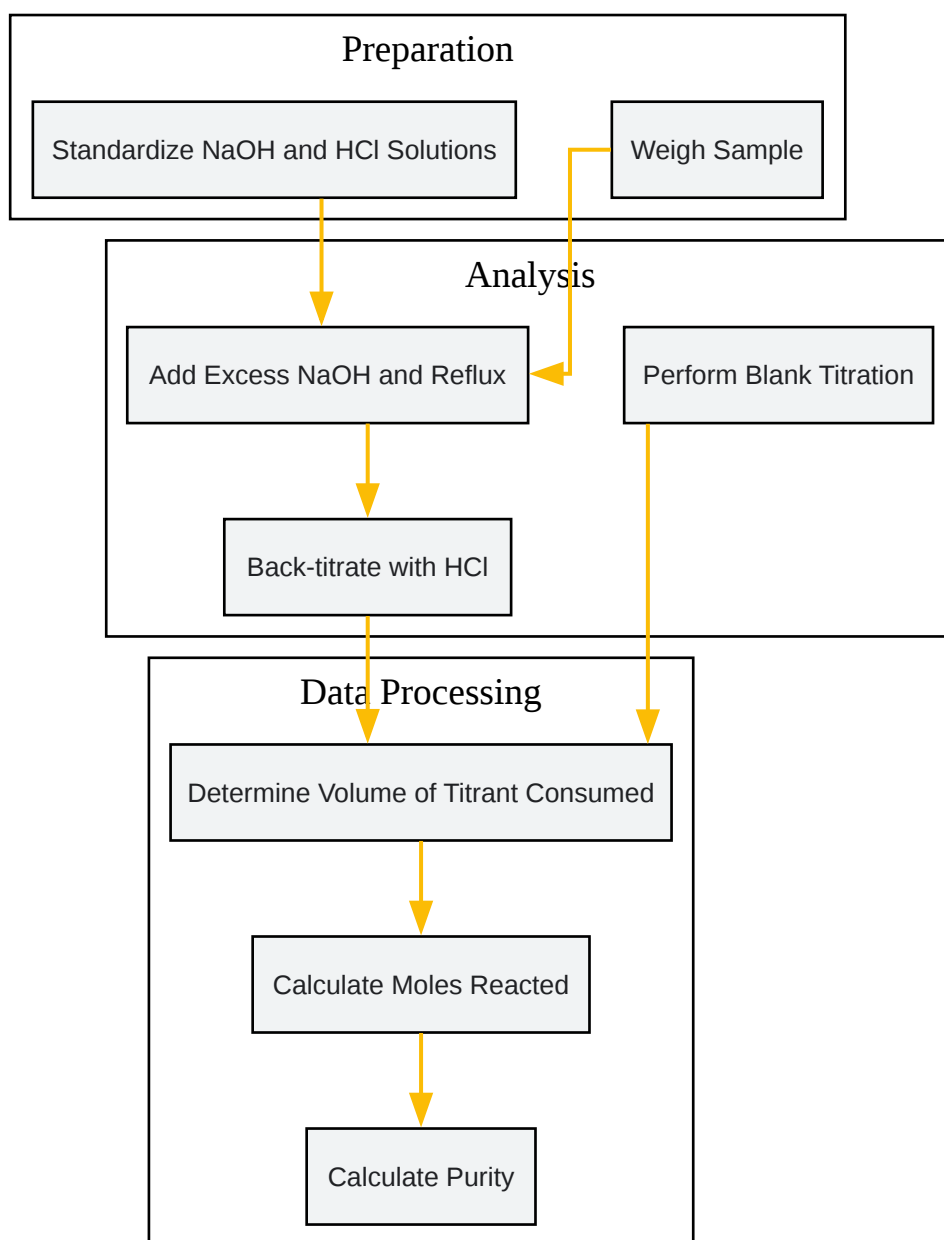 Preparation
Standardize NaOH and HCl Solutions
Weigh Sample
Analysis
Add Excess NaOH and Reflux
Perform Blank Titration
Back-titrate with HCl
Data Processing
Determine Volume of Titrant Consumed
Calculate Moles Reacted
Calculate Purity